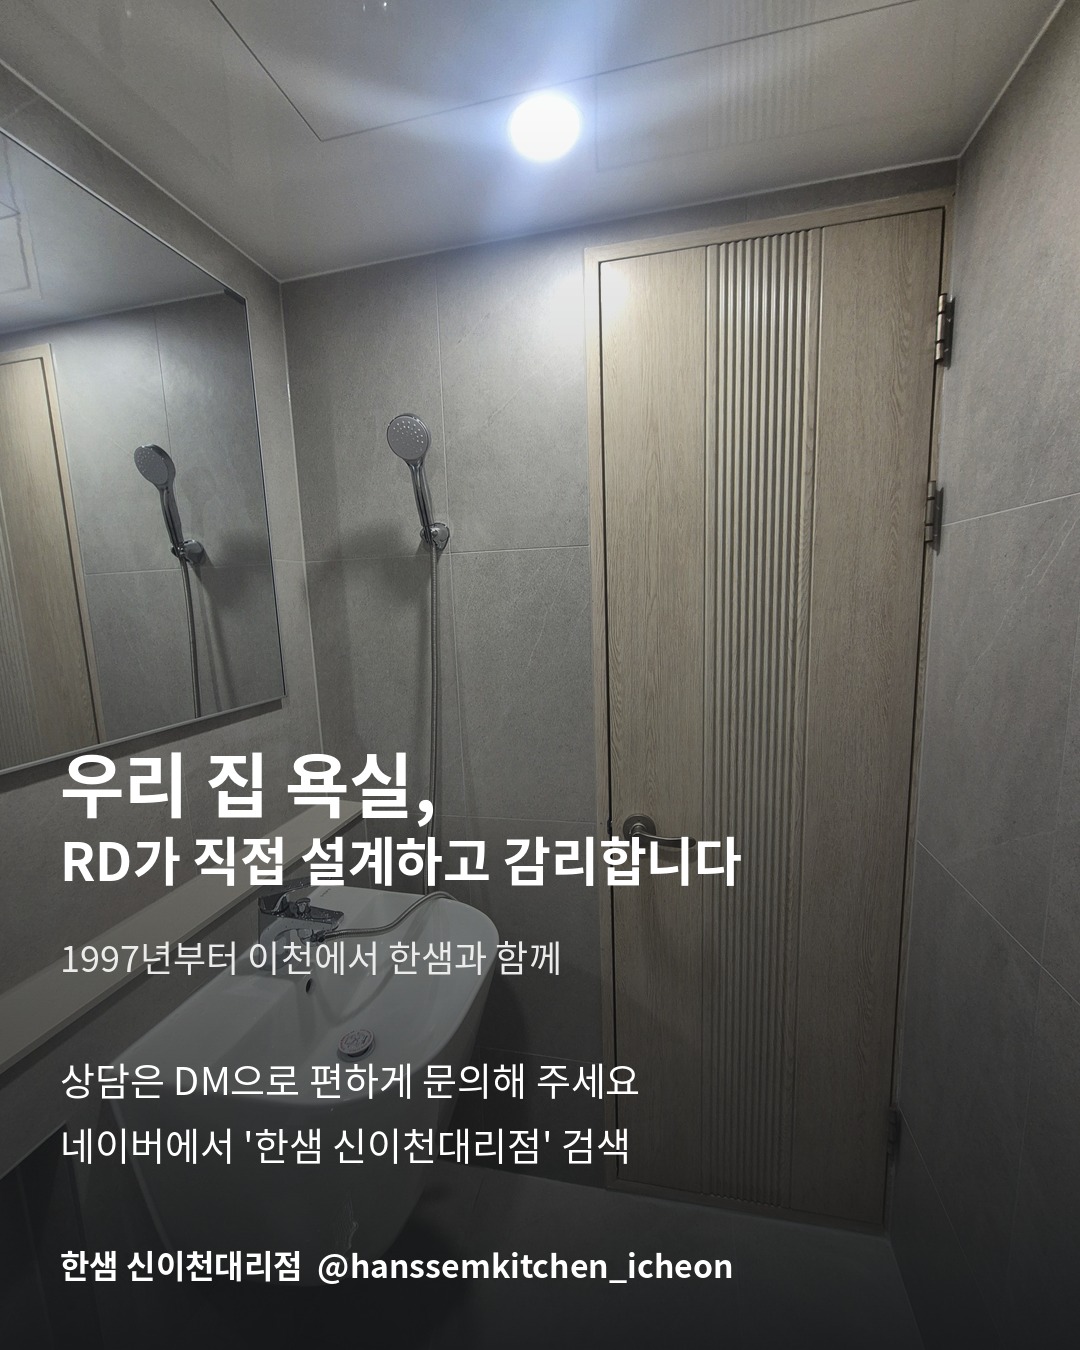 우리 집 욕실,
RD가 직접 설계하고 감리합니다
1997년부터 이천에서 한샘과 함께
상담은 DM으로 편하게 문의해 주세요
네이버에서 '한샘 신이천대리점' 검색
한샘 신이천대리점 @hanssemkitchen_icheon